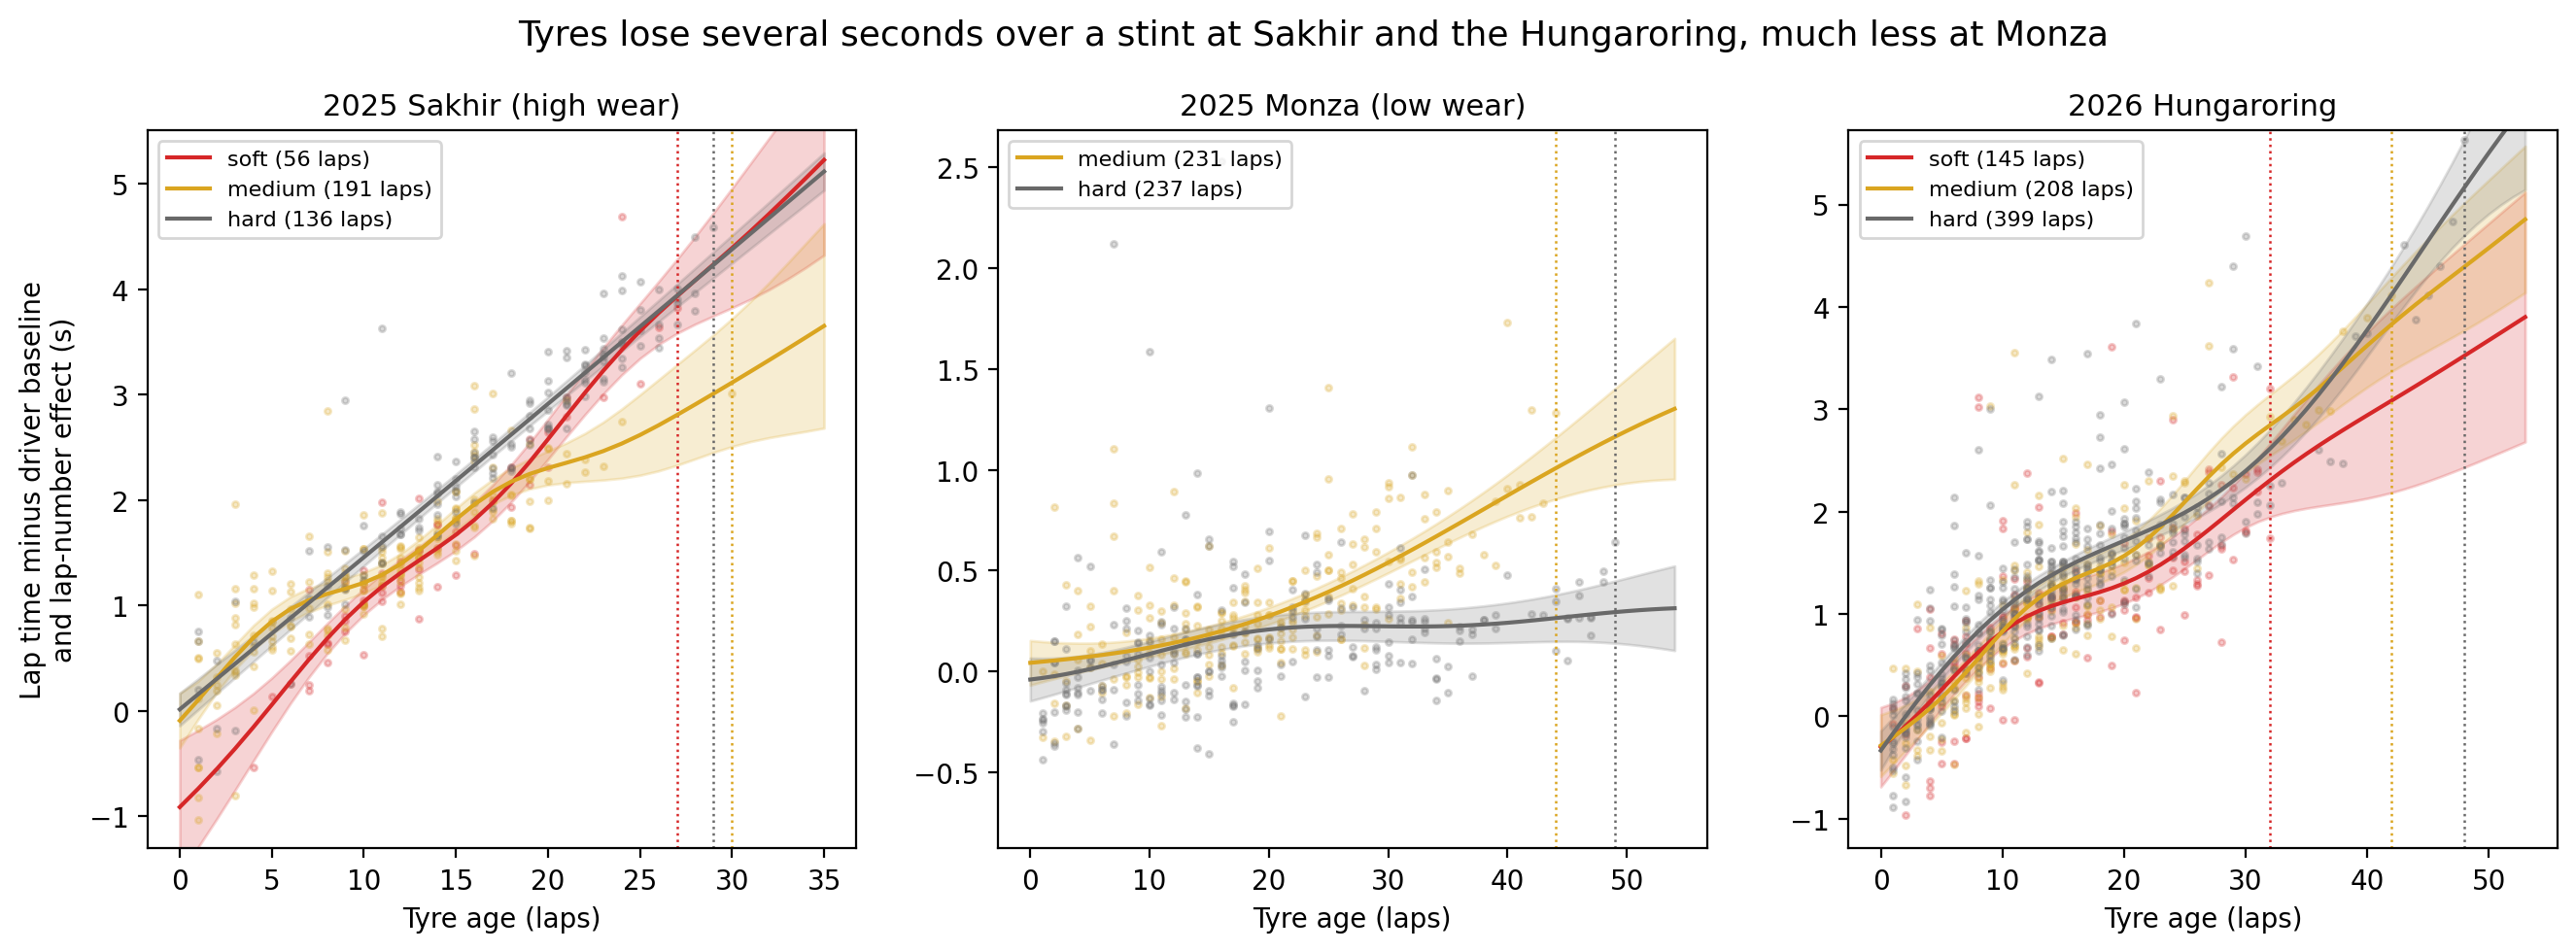 Tyres lose several seconds over a stint at Sakhir and the Hungaroring, much less at Monza
2025 Sakhir (high wear)
soft (56 laps)
medium (191 laps)
hard (136 laps)
Lap time minus driver baseline
and lap-number effect (s)
5
4
3
2
1
0
−1
0 5 10 15 20 25 30 35
Tyre age (laps)
2025 Monza (low wear)
medium (231 laps)
hard (237 laps)
2.5
2.0
1.5
1.0
0.5
0.0
−0.5
0 10 20 30 40 50
Tyre age (laps)
2026 Hungaroring
soft (145 laps)
medium (208 laps)
hard (399 laps)
5
4
3
2
1
0
−1
0 10 20 30 40 50
Tyre age (laps)